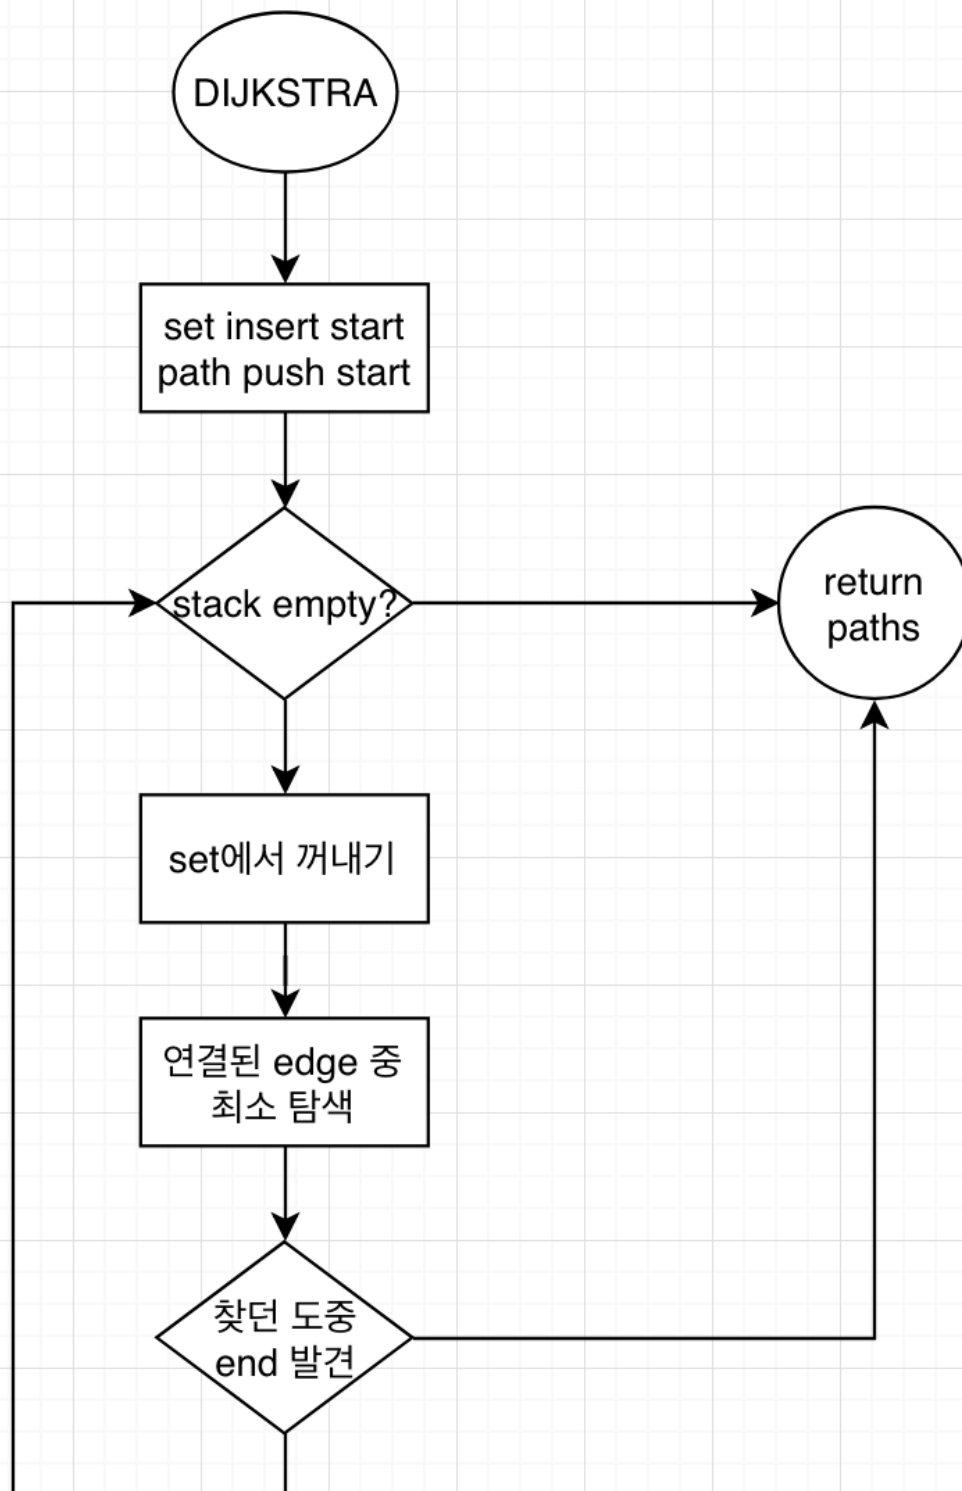 DIJKSTRA
set insert start
path push start
stack empty?
return
paths
set에서 꺼내기
연결된 edge 중
최소 탐색
찾던 도중
end 발견